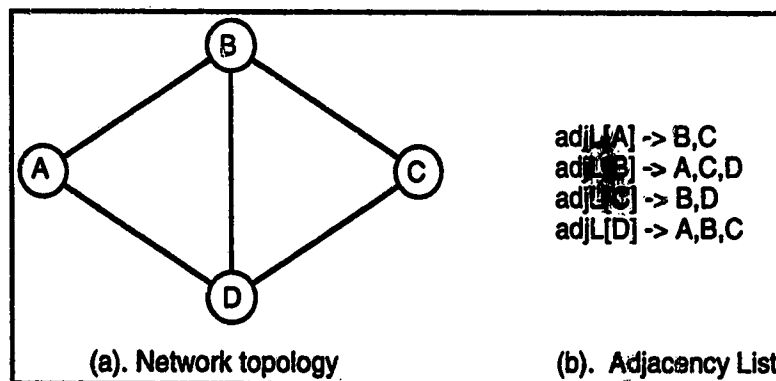 B
A
C
D
adjL[A] -> B,C
adjL[B] -> A,C,D
adjL[C] -> B,D
adjL[D] -> A,B,C
(a). Network topology
(b). Adjacency List